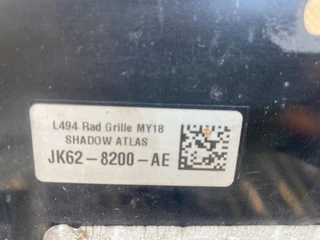 L494 Rad Grille MY18
SHADOW ATLAS
JK62-8200-AE